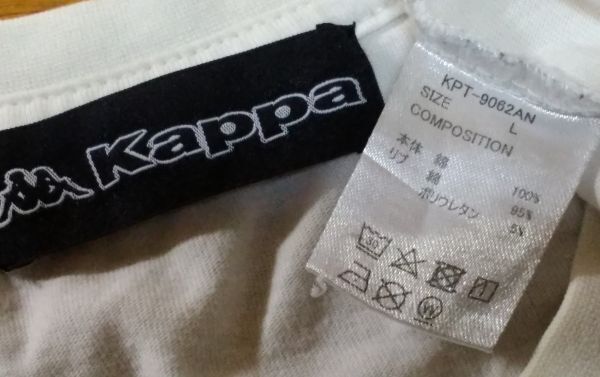 Kappa
KPT-9062AN
SIZE L
COMPOSITION
本体 綿 100%
リブ 綿 95%
ポリウレタン 5%
30
W